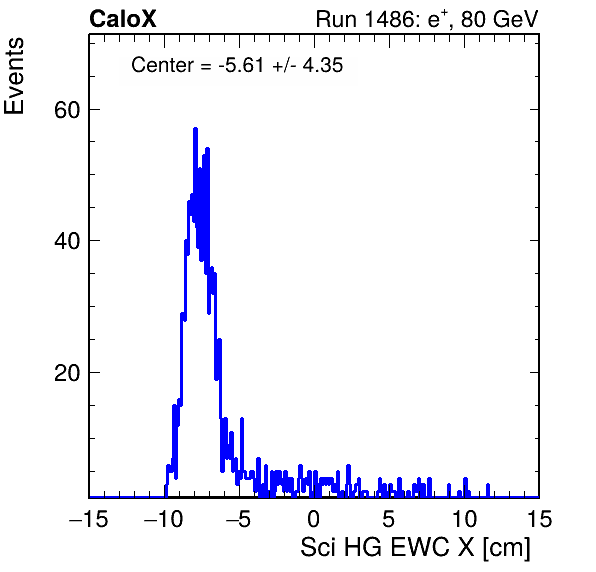 CaloX Run 1486: e⁺, 80 GeV
Center = -5.61 +/- 4.35
Events
60
40
20
−15 −10 −5 0 5 10 15
Sci HG EWC X [cm]